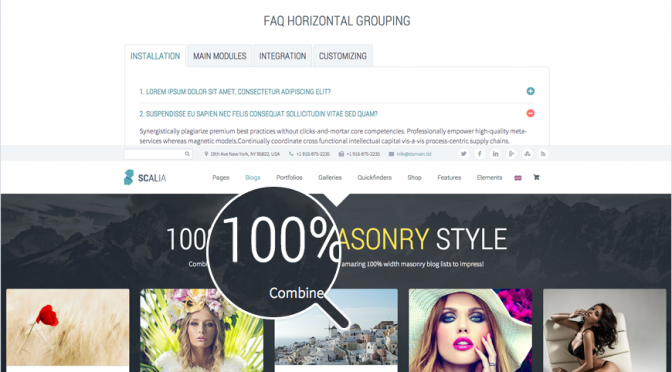 FAQ HORIZONTAL GROUPING
INSTALLATION MAIN MODULES INTEGRATION CUSTOMIZING
1. LOREM IPSUM DOLOR SIT AMET, CONSECTETUR ADIPISCING ELIT?
2. SUSPENDISSE EU SAPIEN NEC FELIS CONSEQUAT SOLLICITUDIN VITAE SED QUAM?
Synergistically plagiarize premium best practices without clicks-and-mortar core competencies. Professionally empower high-quality meta-
services whereas magnetic models.Continually coordinate cross functional intellectual capital vis-a-vis process-centric supply chains.
19th Ave New York, NY 95822, USA +1 916-875-2235 +1 916-875-2235 info@domain.tld
SCALIA Pages Blogs Portfolios Galleries Quickfinders Shop Features Elements
100 100% ASONRY STYLE
Comb Combine amazing 100% width masonry blog lists to impress!